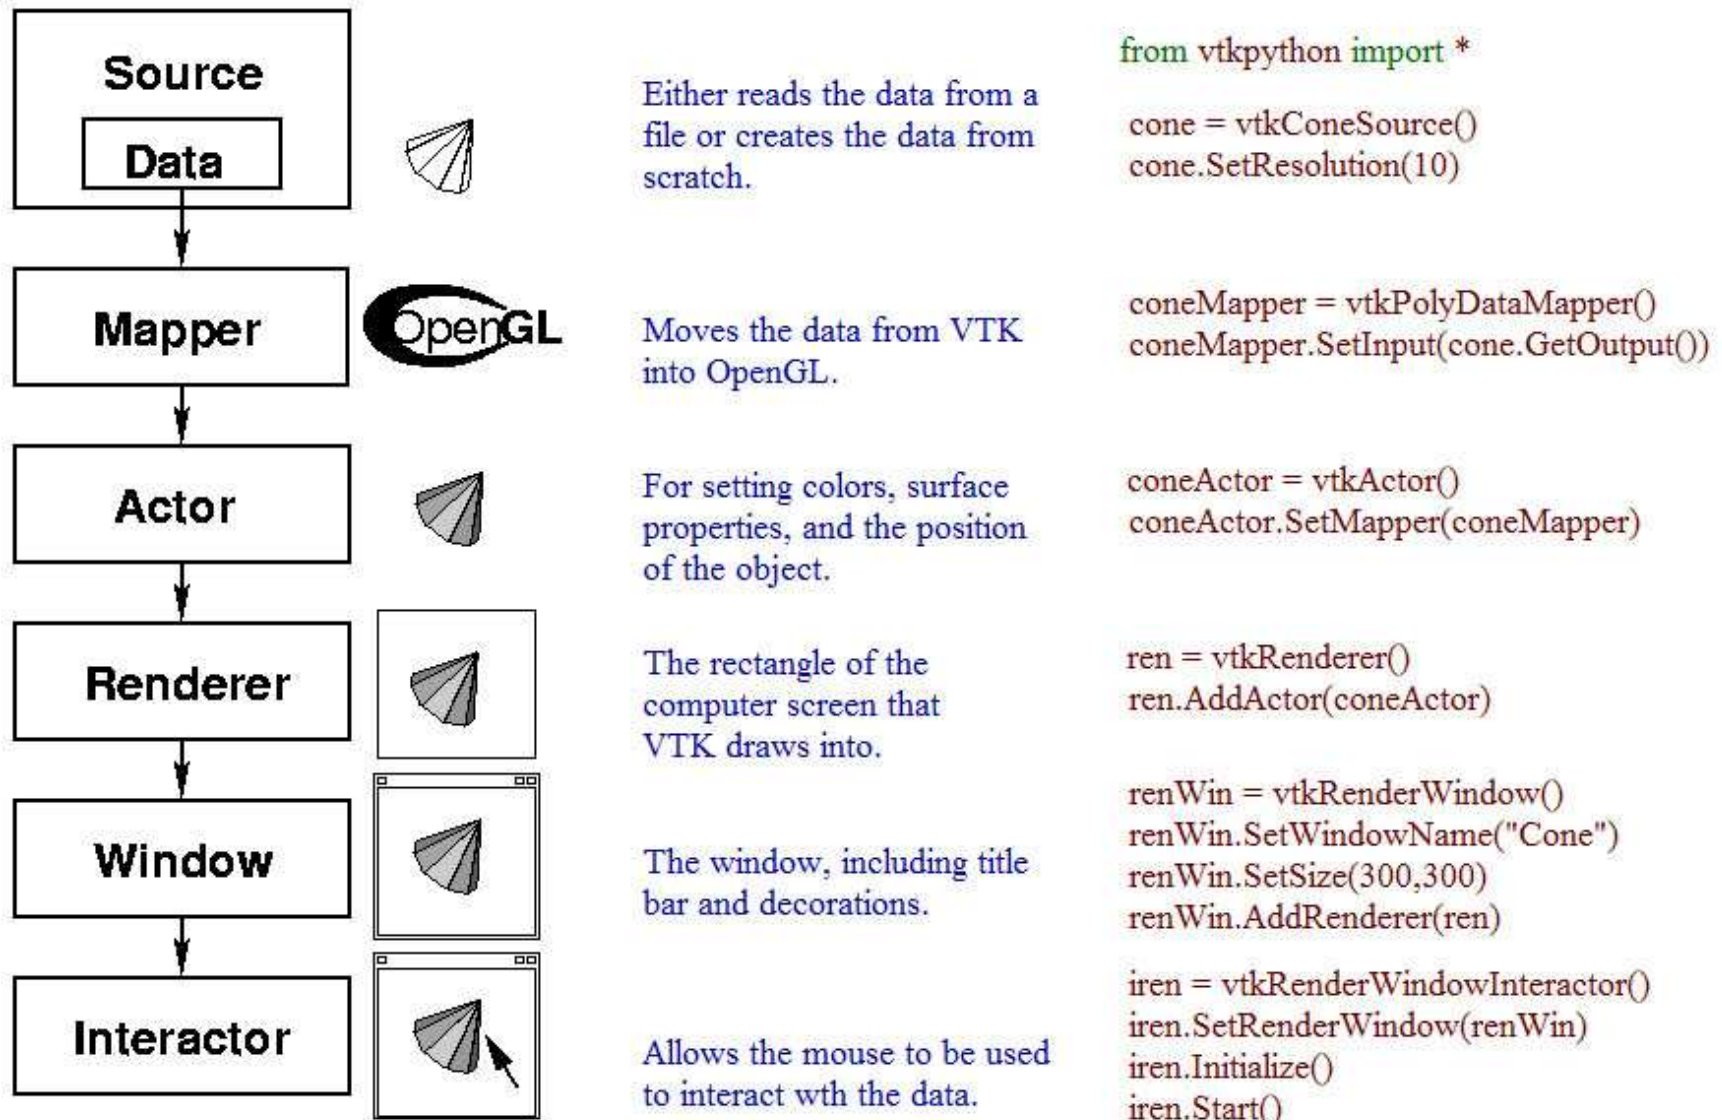 Source
Data
Either reads the data from a
file or creates the data from
scratch.
from vtkpython import *
cone = vtkConeSource()
cone.SetResolution(10)
Mapper
OpenGL
Moves the data from VTK
into OpenGL.
coneMapper = vtkPolyDataMapper()
coneMapper.SetInput(cone.GetOutput())
Actor
For setting colors, surface
properties, and the position
of the object.
coneActor = vtkActor()
coneActor.SetMapper(coneMapper)
Renderer
The rectangle of the
computer screen that
VTK draws into.
ren = vtkRenderer()
ren.AddActor(coneActor)
Window
The window, including title
bar and decorations.
renWin = vtkRenderWindow()
renWin.SetWindowName("Cone")
renWin.SetSize(300,300)
renWin.AddRenderer(ren)
Interactor
Allows the mouse to be used
to interact wth the data.
iren = vtkRenderWindowInteractor()
iren.SetRenderWindow(renWin)
iren.Initialize()
iren.Start()